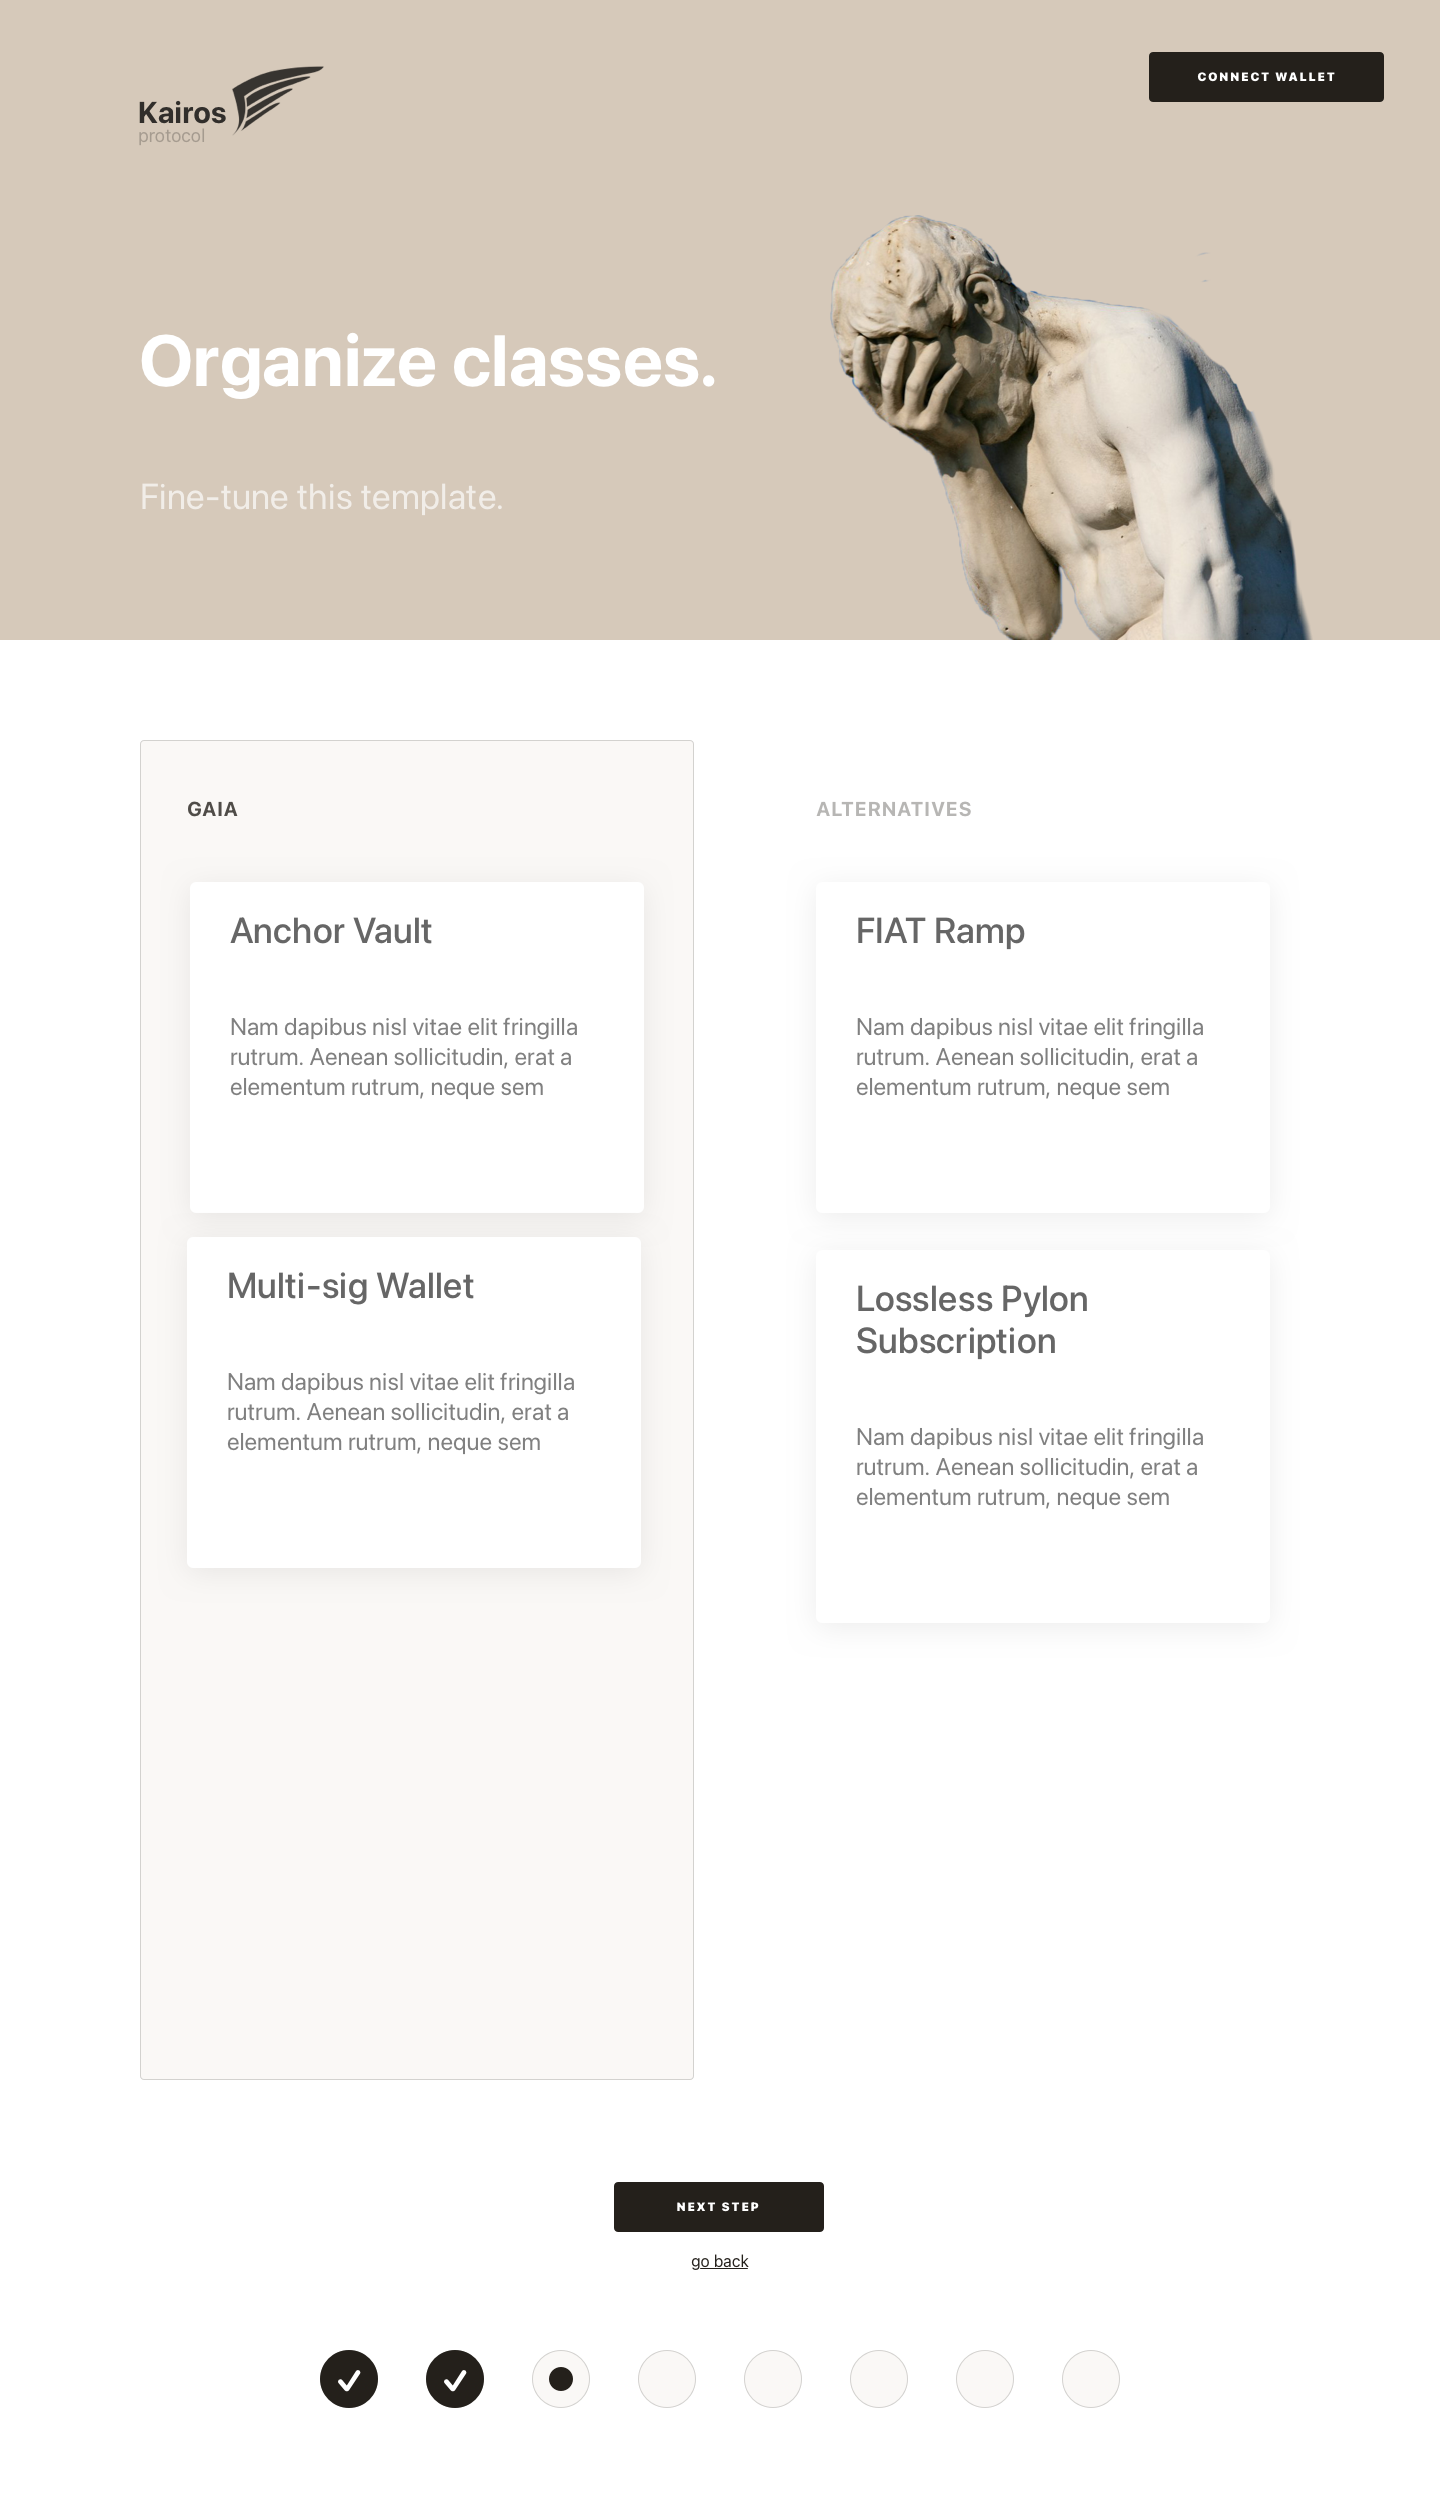 Kairos
protocol
CONNECT WALLET
Organize classes.
Fine-tune this template.
GAIA
Anchor Vault
Nam dapibus nisl vitae elit fringilla
rutrum. Aenean sollicitudin, erat a
elementum rutrum, neque sem
Multi-sig Wallet
Nam dapibus nisl vitae elit fringilla
rutrum. Aenean sollicitudin, erat a
elementum rutrum, neque sem
ALTERNATIVES
FIAT Ramp
Nam dapibus nisl vitae elit fringilla
rutrum. Aenean sollicitudin, erat a
elementum rutrum, neque sem
Lossless Pylon
Subscription
Nam dapibus nisl vitae elit fringilla
rutrum. Aenean sollicitudin, erat a
elementum rutrum, neque sem
NEXT STEP
go back